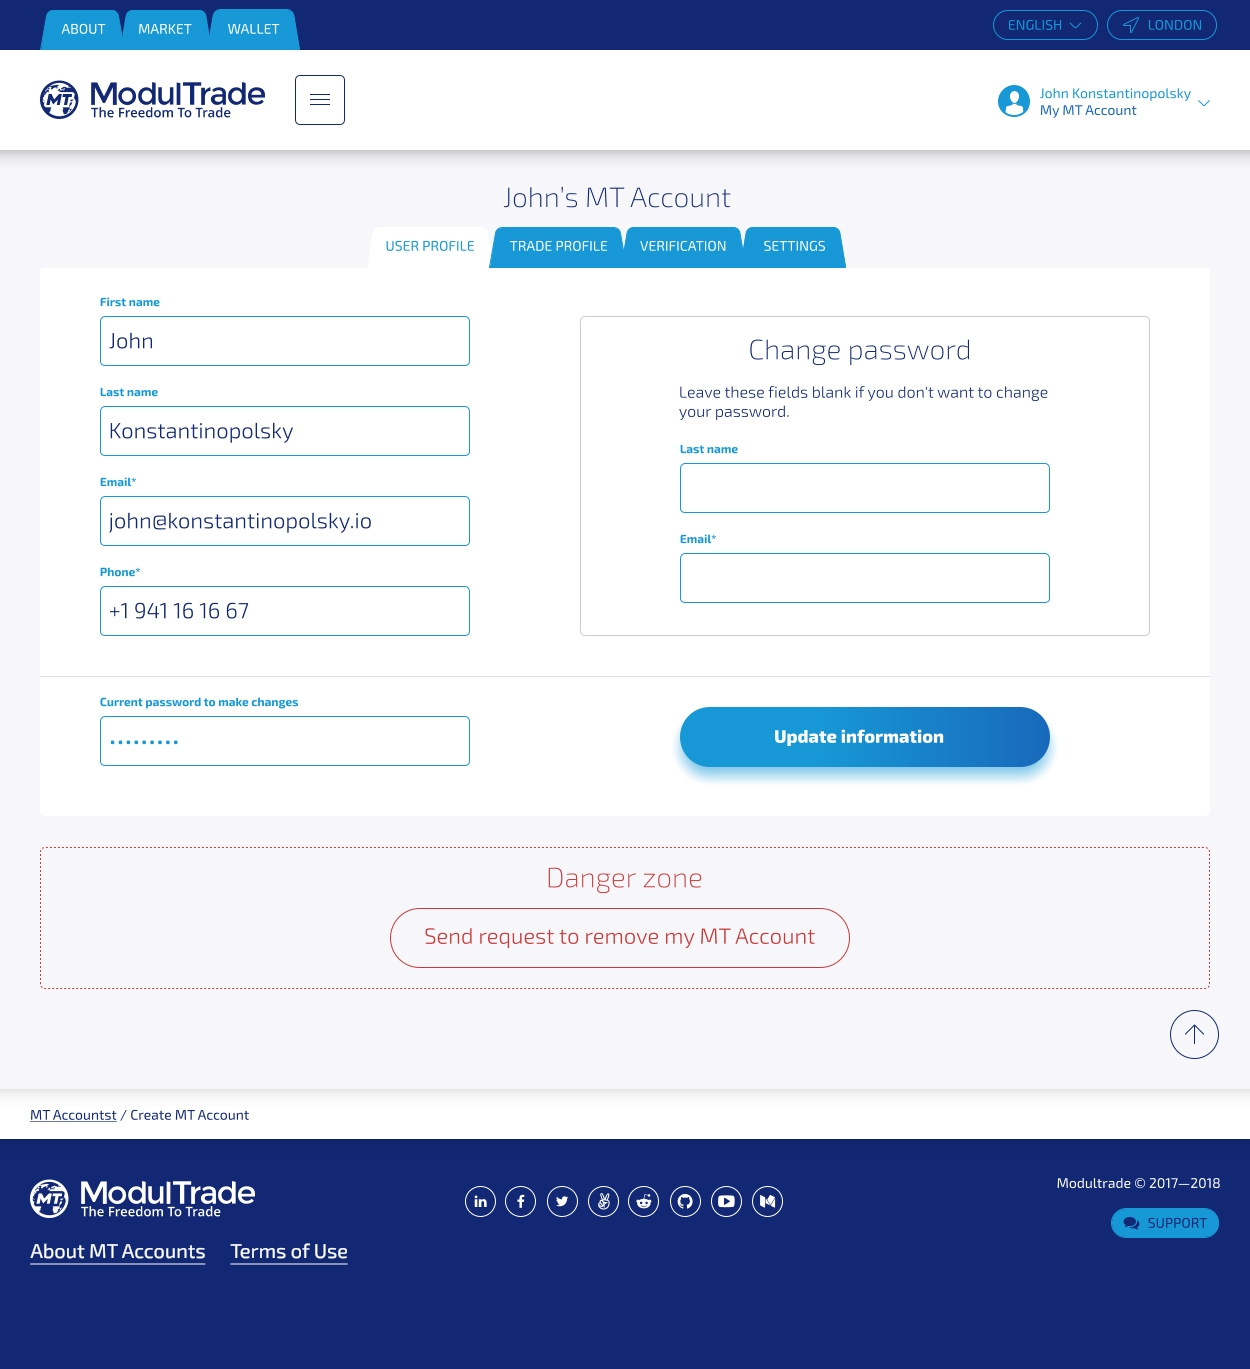 ABOUT
MARKET
WALLET
ENGLISH
LONDON
MT
ModulTrade
The Freedom To Trade
John Konstantinopolsky
My MT Account
John's MT Account
USER PROFILE
TRADE PROFILE
VERIFICATION
SETTINGS
First name
John
Last name
Konstantinopolsky
Email*
john@konstantinopolsky.io
Phone*
+1 941 16 16 67
Change password
Leave these fields blank if you don't want to change
your password.
Last name
Email*
Current password to make changes
Update information
Danger zone
Send request to remove my MT Account
MT Accountst / Create MT Account
MT
ModulTrade
The Freedom To Trade
About MT Accounts
Terms of Use
in
f
Modultrade © 2017—2018
SUPPORT